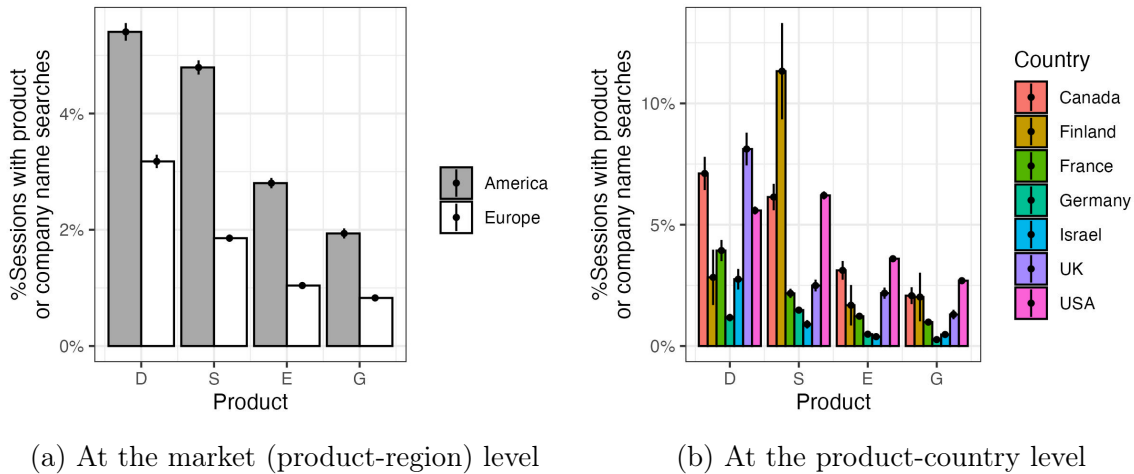 %Sessions with product
or company name searches
4%
2%
0%
D S E G
Product
America
Europe
(a) At the market (product-region) level
%Sessions with product
or company name searches
10%
5%
0%
D S E G
Product
Country
Canada
Finland
France
Germany
Israel
UK
USA
(b) At the product-country level